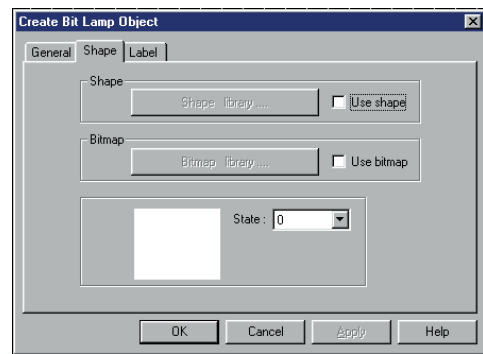 Create Bit Lamp Object
General Shape Label
Shape
Shape library ....
Use shape
Bitmap
Bitmap library ....
Use bitmap
State : 0
OK Cancel Apply Help